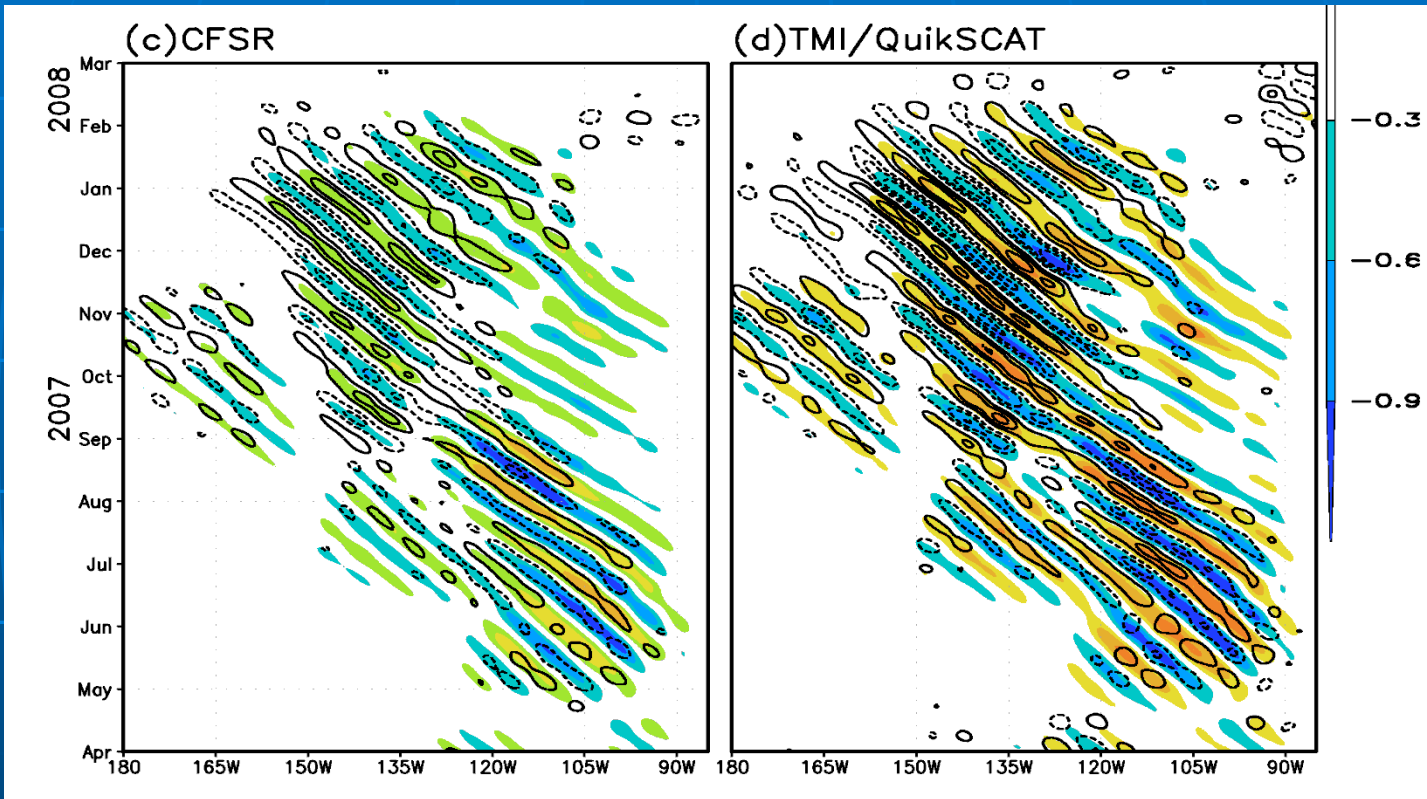 (c)CFSR
(d)TMI/QuikSCAT
2008
2007
Mar
Feb
Jan
Dec
Nov
Oct
Sep
Aug
Jul
Jun
May
Apr
180 165W 150W 135W 120W 105W 90W
180 165W 150W 135W 120W 105W 90W
-0.3
-0.6
-0.9